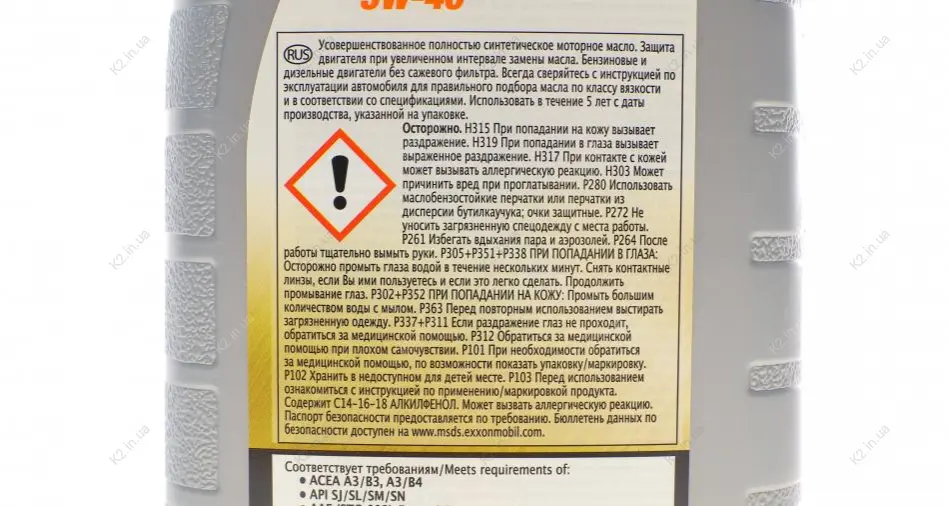 5W-40
RUS Усовершенствованное полностью синтетическое моторное масло. Защита
двигателя при увеличенном интервале замены масла. Бензиновые и
дизельные двигатели без сажевого фильтра. Всегда сверяйтесь с инструкцией по
эксплуатации автомобиля для правильного подбора масла по классу вязкости
и в соответствии со спецификациями. Использовать в течение 5 лет с даты
производства, указанной на упаковке.
Осторожно. H315 При попадании на кожу вызывает
раздражение. H319 При попадании в глаза вызывает
выраженное раздражение. H317 При контакте с кожей
может вызывать аллергическую реакцию. H303 Может
причинить вред при проглатывании. P280 Использовать
маслобензостойкие перчатки или перчатки из
дисперсии бутилкаучука; очки защитные. P272 Не
уносить загрязненную спецодежду с места работы.
P261 Избегать вдыхания пара и аэрозолей. P264 После
работы тщательно вымыть руки. P305+P351+P338 ПРИ ПОПАДАНИИ В ГЛАЗА:
Осторожно промыть глаза водой в течение нескольких минут. Снять контактные
линзы, если Вы ими пользуетесь и если это легко сделать. Продолжить
промывание глаз. P302+P352 ПРИ ПОПАДАНИИ НА КОЖУ: Промыть большим
количеством воды с мылом. P363 Перед повторным использованием выстирать
загрязненную одежду. P337+P311 Если раздражение глаз не проходит,
обратиться за медицинской помощью. P312 Обратиться за медицинской
помощью при плохом самочувствии. P101 При необходимости обратиться
за медицинской помощью, по возможности показать упаковку/маркировку.
P102 Хранить в недоступном для детей месте. P103 Перед использованием
ознакомиться с инструкцией по применению/маркировкой продукта.
Содержит C14-16-18 АЛКИЛФЕНОЛ. Может вызвать аллергическую реакцию.
Паспорт безопасности предоставляется по требованию. Бюллетень данных по
безопасности доступен на www.msds.exxonmobil.com.
Соответствует требованиям/Meets requirements of:
• ACEA A3/B3, A3/B4
• API SJ/SL/SM/SN
K2.in.ua